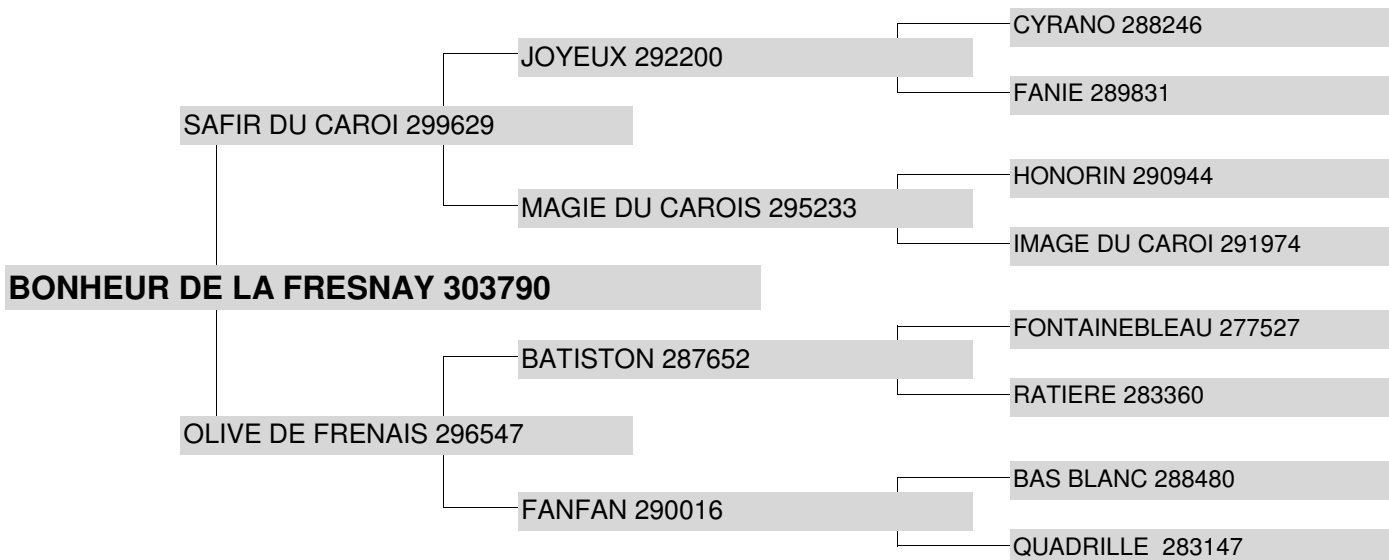 CYRANO 288246
JOYEUX 292200
FANIE 289831
SAFIR DU CAROI 299629
HONORIN 290944
MAGIE DU CAROIS 295233
IMAGE DU CAROI 291974
BONHEUR DE LA FRESNAY 303790
FONTAINEBLEAU 277527
BATISTON 287652
RATIERE 283360
OLIVE DE FRENAIS 296547
BAS BLANC 288480
FANFAN 290016
QUADRILLE 283147